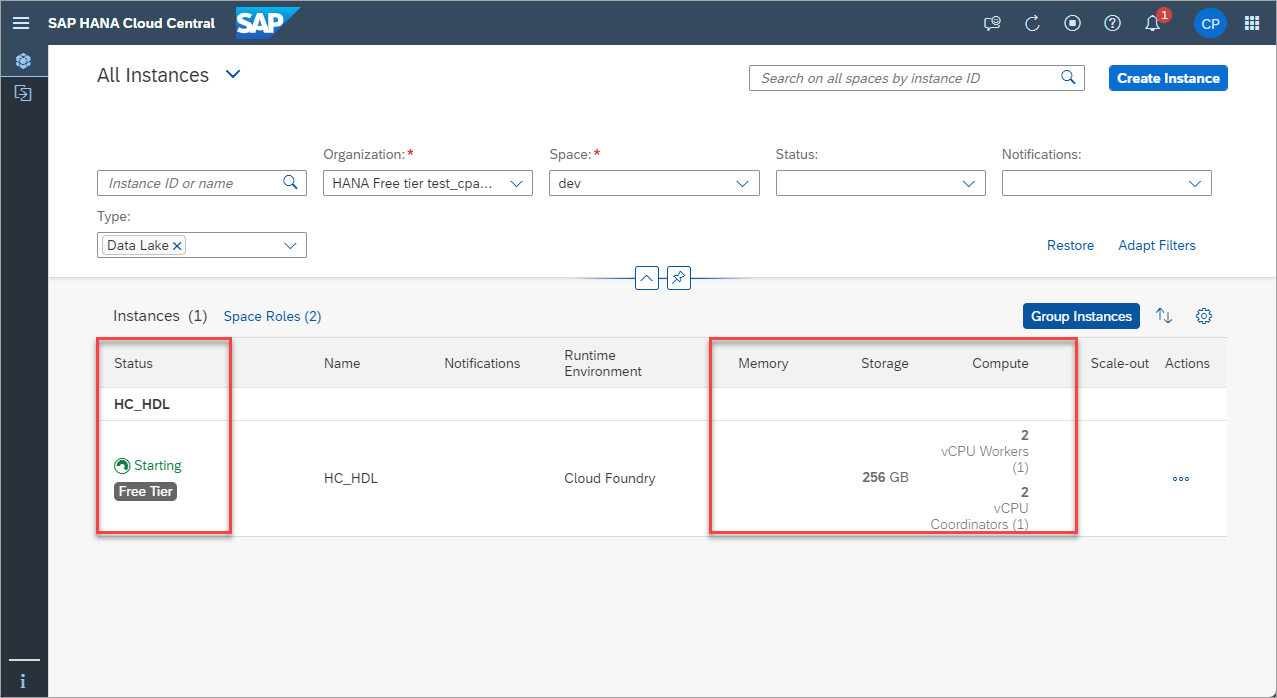 SAP HANA Cloud Central
SAP
1
CP
All Instances
Search on all spaces by instance ID
Create Instance
Instance ID or name
Organization:*
HANA Free tier test_cpa...
Space:*
dev
Status:
Notifications:
Type:
Data Lake
Restore
Adapt Filters
Instances (1)
Space Roles (2)
Group Instances
Status
Name
Notifications
Runtime
Environment
Memory
Storage
Compute
Scale-out
Actions
HC_HDL
Starting
Free Tier
HC_HDL
Cloud Foundry
256 GB
2
vCPU Workers
(1)
2
vCPU
Coordinators (1)